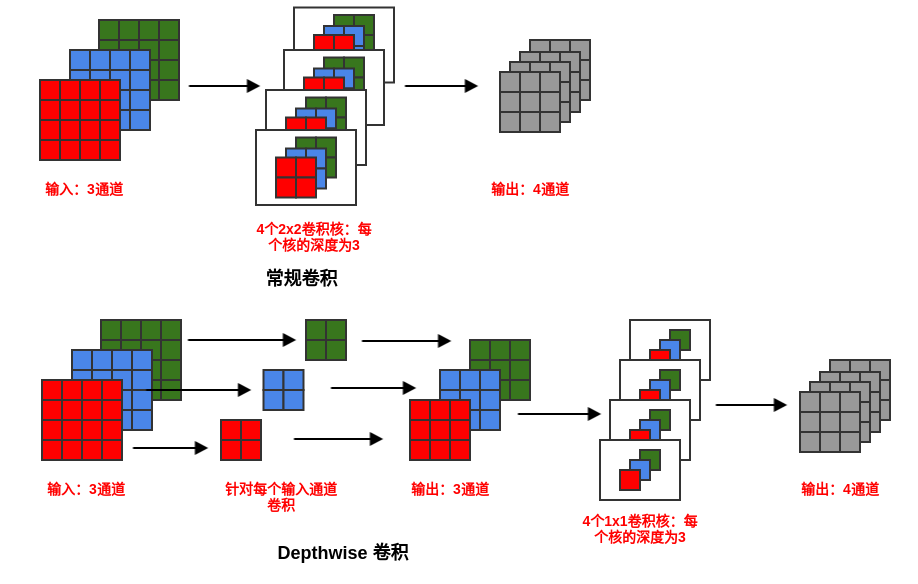 输入：3通道
4个2x2卷积核：每
个核的深度为3
输出：4通道
常规卷积
输入：3通道
针对每个输入通道
卷积
输出：3通道
4个1x1卷积核：每
个核的深度为3
输出：4通道
Depthwise 卷积